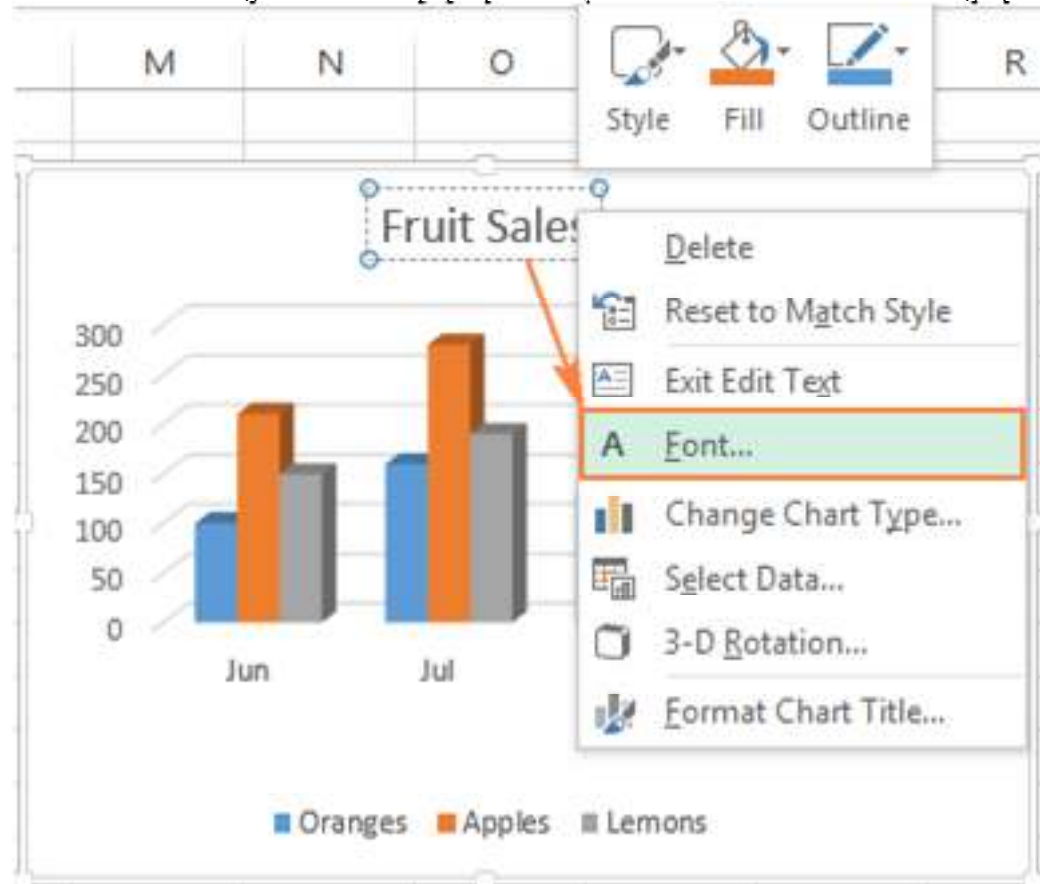 M N O R
Style Fill Outline
Fruit Sales
Delete
Reset to Match Style
Exit Edit Text
A Font...
Change Chart Type...
Select Data...
3-D Rotation...
Format Chart Title...
300
250
200
150
100
50
0
Jun Jul
Oranges Apples Lemons